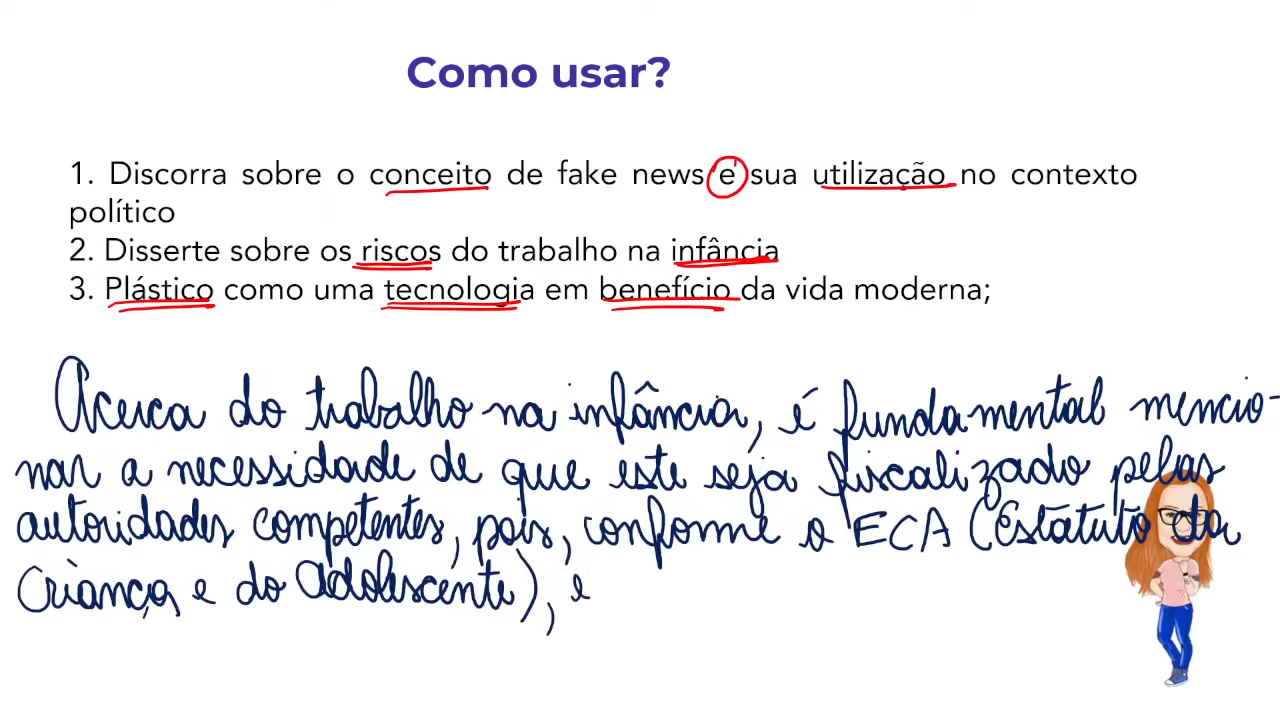 Como usar?
1. Discorra sobre o conceito de fake news e sua utilização no contexto
político
2. Disserte sobre os riscos do trabalho na infância
3. Plástico como uma tecnologia em benefício da vida moderna;
Acerca do trabalho na infância, é fundamental mencio-
nar a necessidade de que este seja fiscalizado pelas
autoridades competentes, pois, conforme o ECA (Estatuto da
Criança e do Adolescente), e